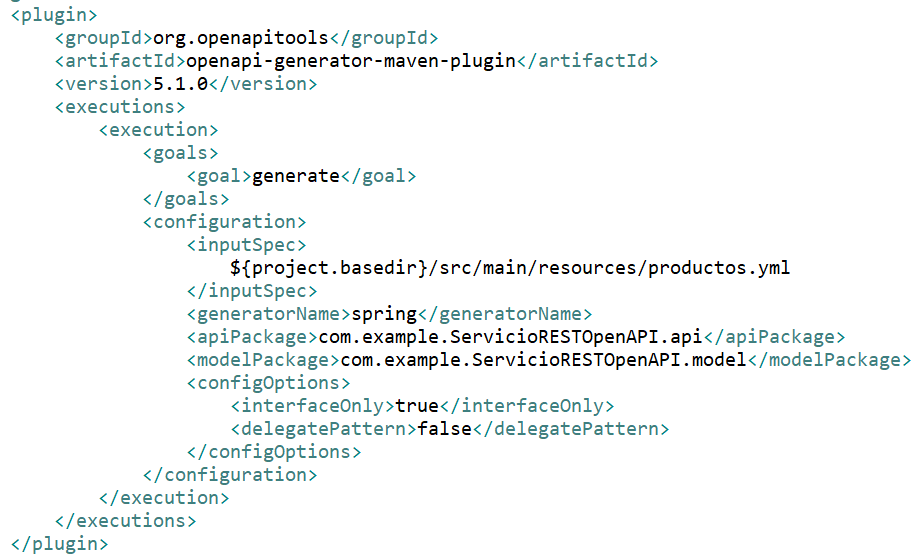 <plugin>
<groupId>org.openapitools</groupId>
<artifactId>openapi-generator-maven-plugin</artifactId>
<version>5.1.0</version>
<executions>
<execution>
<goals>
<goal>generate</goal>
</goals>
<configuration>
<inputSpec>
${project.basedir}/src/main/resources/productos.yml
</inputSpec>
<generatorName>spring</generatorName>
<apiPackage>com.example.ServicioRESTOpenAPI.api</apiPackage>
<modelPackage>com.example.ServicioRESTOpenAPI.model</modelPackage>
<configOptions>
<interfaceOnly>true</interfaceOnly>
<delegatePattern>false</delegatePattern>
</configOptions>
</configuration>
</execution>
</executions>
</plugin>